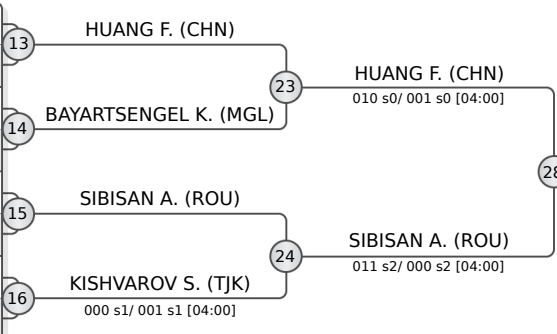 HUANG F. (CHN)
13
23
HUANG F. (CHN)
010 s0/ 001 s0 [04:00]
BAYARTSENGEL K. (MGL)
14
28
SIBISAN A. (ROU)
15
24
SIBISAN A. (ROU)
011 s2/ 000 s2 [04:00]
KISHVAROV S. (TJK)
16
000 s1/ 001 s1 [04:00]